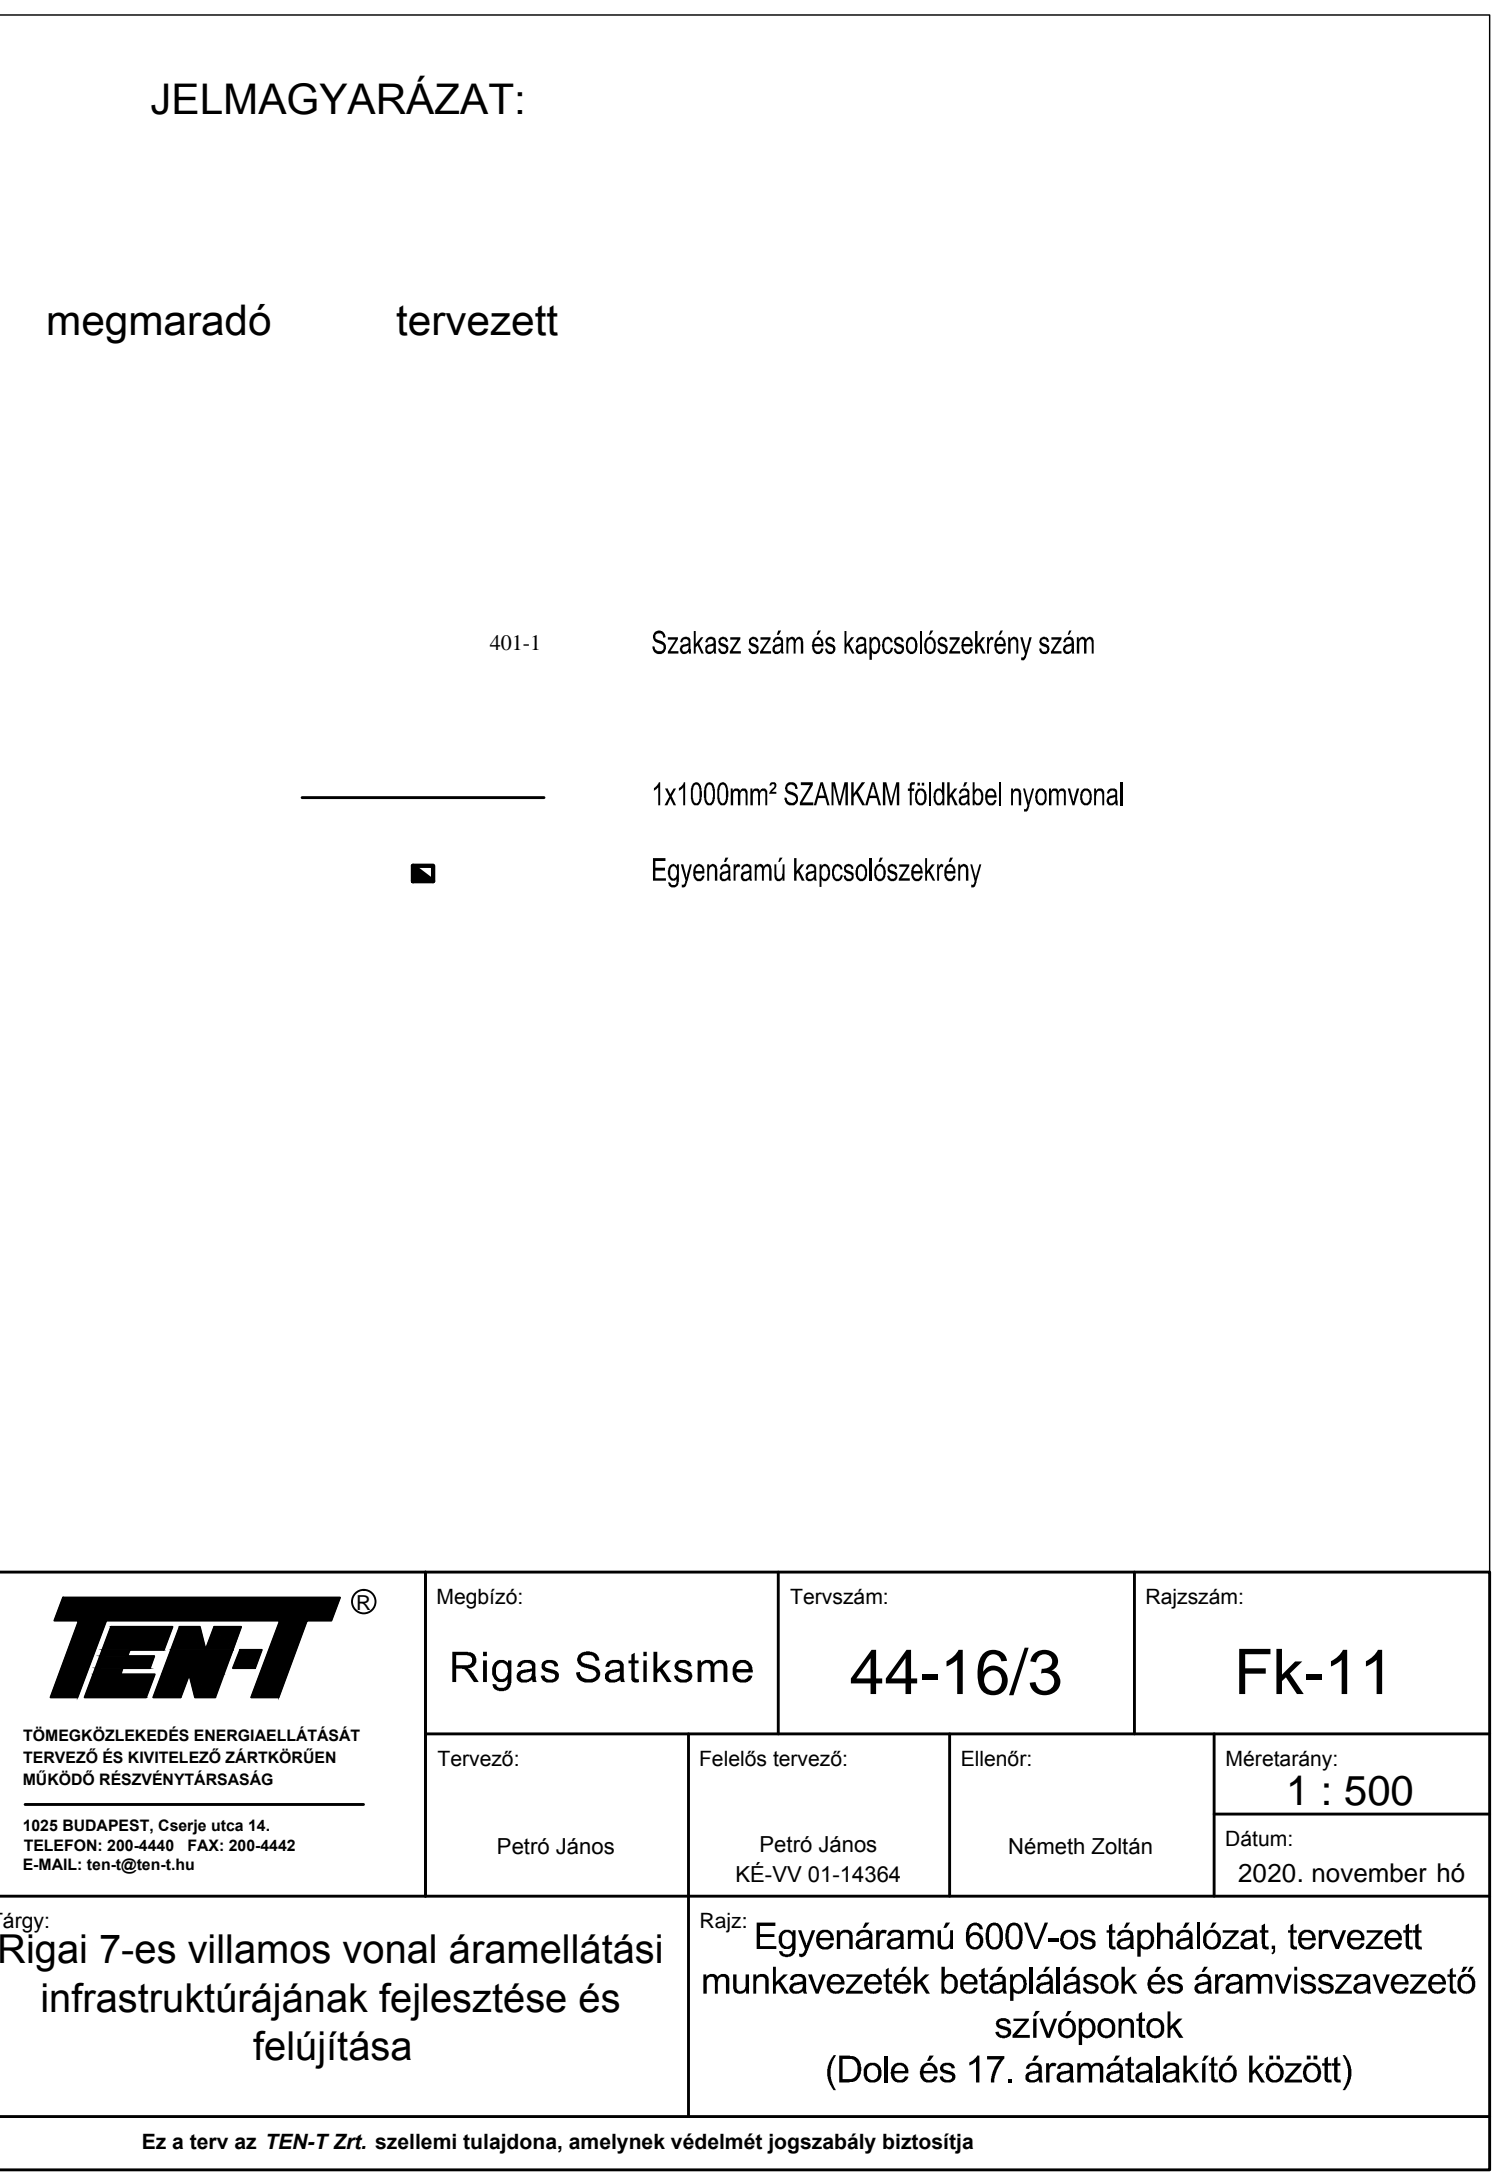 JELMAGYARÁZAT:
megmaradó tervezett
401-1 Szakasz szám és kapcsolószekrény szám
1x1000mm² SZAMKAM földkábel nyomvonal
Egyenáramú kapcsolószekrény
TEN-T ®
TÖMEGKÖZLEKEDÉS ENERGIAELLÁTÁSÁT
TERVEZŐ ÉS KIVITELEZŐ ZÁRTKÖRŰEN
MŰKÖDŐ RÉSZVÉNYTÁRSASÁG
1025 BUDAPEST, Cserje utca 14.
TELEFON: 200-4440 FAX: 200-4442
E-MAIL: ten-t@ten-t.hu
Megbízó:
Rigas Satiksme
Tervszám:
44-16/3
Rajzszám:
Fk-11
Tervező:
Petró János
Felelős tervező:
Petró János
KÉ-VV 01-14364
Ellenőr:
Németh Zoltán
Méretarány:
1 : 500
Dátum:
2020. november hó
Tárgy:
Rigai 7-es villamos vonal áramellátási
infrastruktúrájának fejlesztése és
felújítása
Rajz: Egyenáramú 600V-os táphálózat, tervezett
munkavezeték betáplálások és áramvisszavezető
szívópontok
(Dole és 17. áramátalakító között)
Ez a terv az TEN-T Zrt. szellemi tulajdona, amelynek védelmét jogszabály biztosítja